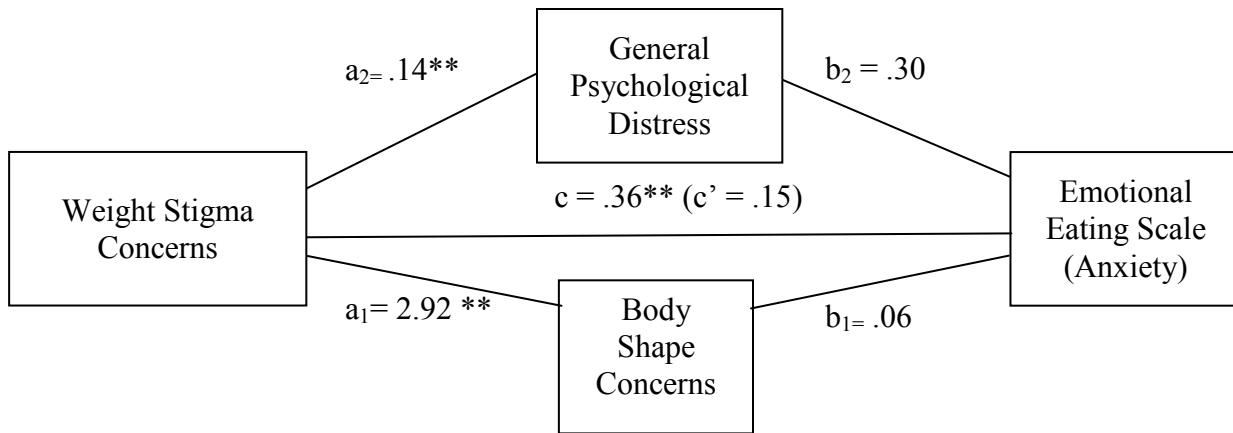 General
Psychological
Distress
a₂= .14**
b₂ = .30
Weight Stigma
Concerns
c = .36** (c’ = .15)
Emotional
Eating Scale
(Anxiety)
a₁= 2.92 **
Body
Shape
Concerns
b₁= .06